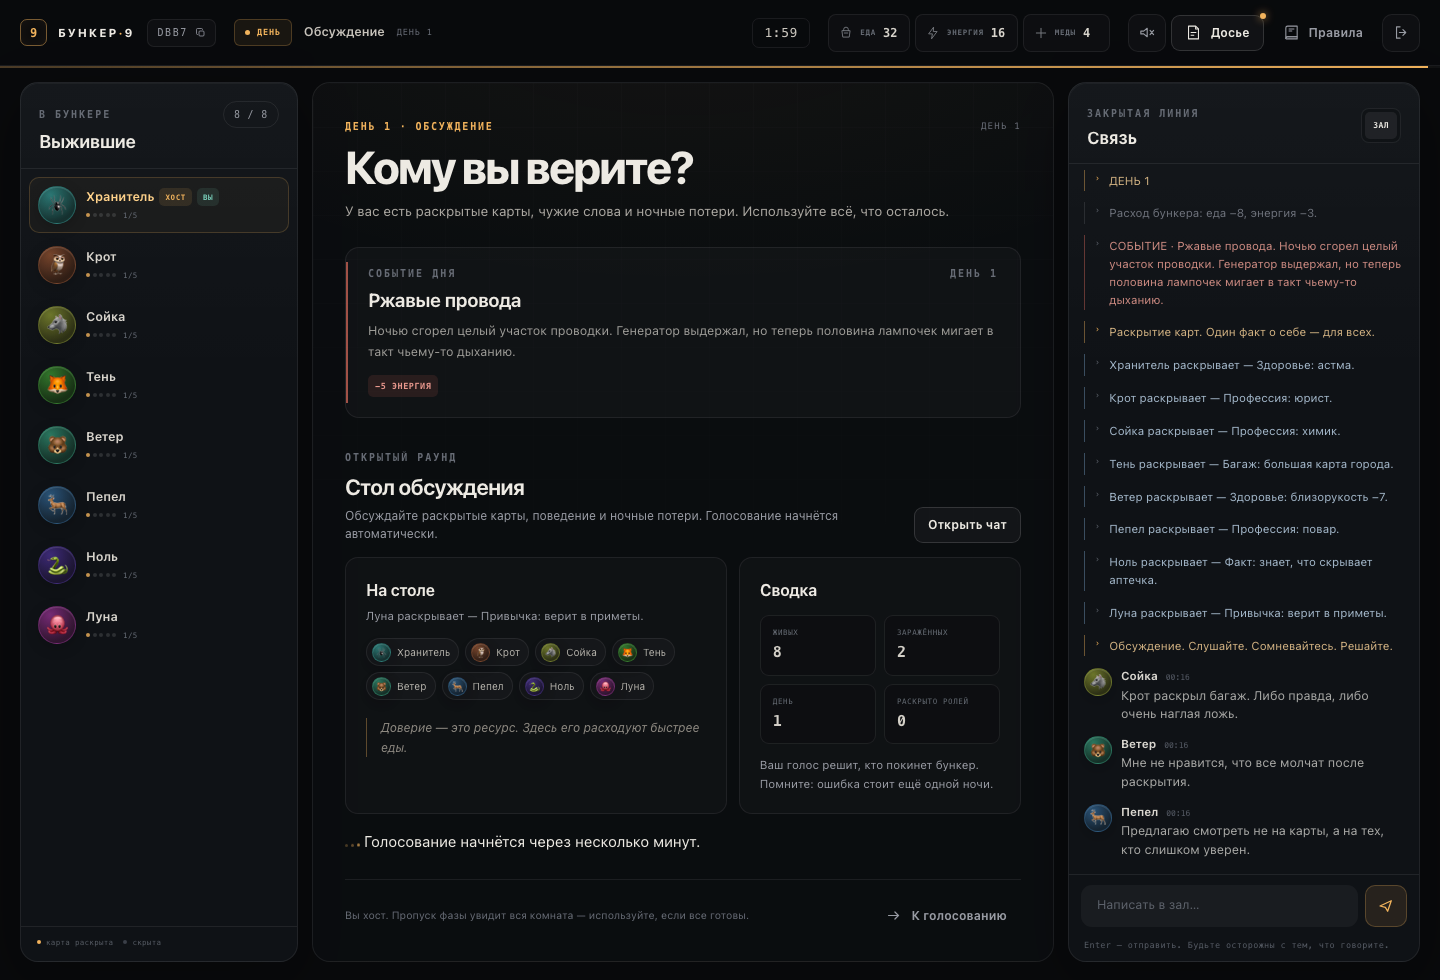 9 БУНКЕР·9 DBB7 ДЕНЬ Обсуждение ДЕНЬ 1 1:59 ЕДА 32 ЭНЕРГИЯ 16 МЕДЫ 4 Досье Правила
В БУНКЕРЕ 8 / 8
Выжившие
Хранитель ХОСТ ВЫ
1/5
Крот
1/5
Сойка
1/5
Тень
1/5
Ветер
1/5
Пепел
1/5
Ноль
1/5
Луна
1/5
карта раскрыта скрыта
ДЕНЬ 1 · ОБСУЖДЕНИЕ ДЕНЬ 1
Кому вы верите?
У вас есть раскрытые карты, чужие слова и ночные потери. Используйте всё, что осталось.
СОБЫТИЕ ДНЯ ДЕНЬ 1
Ржавые провода
Ночью сгорел целый участок проводки. Генератор выдержал, но теперь половина лампочек мигает в
такт чьему-то дыханию.
−5 ЭНЕРГИЯ
ОТКРЫТЫЙ РАУНД
Стол обсуждения
Обсуждайте раскрытые карты, поведение и ночные потери. Голосование начнётся
автоматически.
Открыть чат
На столе
Луна раскрывает — Привычка: верит в приметы.
Хранитель Крот Сойка Тень
Ветер Пепел Ноль Луна
Доверие — это ресурс. Здесь его расходуют быстрее
еды.
Сводка
ЖИВЫХ ЗАРАЖЁННЫХ
8 2
ДЕНЬ РАСКРЫТО РОЛЕЙ
1 0
Ваш голос решит, кто покинет бункер.
Помните: ошибка стоит ещё одной ночи.
Голосование начнётся через несколько минут.
Вы хост. Пропуск фазы увидит вся комната — используйте, если все готовы.
К голосованию
ЗАКРЫТАЯ ЛИНИЯ
Связь ЗАЛ
ДЕНЬ 1
Расход бункера: еда −8, энергия −3.
СОБЫТИЕ · Ржавые провода. Ночью сгорел целый
участок проводки. Генератор выдержал, но теперь
половина лампочек мигает в такт чьему-то
дыханию.
Раскрытие карт. Один факт о себе — для всех.
Хранитель раскрывает — Здоровье: астма.
Крот раскрывает — Профессия: юрист.
Сойка раскрывает — Профессия: химик.
Тень раскрывает — Багаж: большая карта города.
Ветер раскрывает — Здоровье: близорукость −7.
Пепел раскрывает — Профессия: повар.
Ноль раскрывает — Факт: знает, что скрывает
аптечка.
Луна раскрывает — Привычка: верит в приметы.
Обсуждение. Слушайте. Сомневайтесь. Решайте.
Сойка 00:16
Крот раскрыл багаж. Либо правда, либо
очень наглая ложь.
Ветер 00:16
Мне не нравится, что все молчат после
раскрытия.
Пепел 00:16
Предлагаю смотреть не на карты, а на тех,
кто слишком уверен.
Написать в зал…
Enter — отправить. Будьте осторожны с тем, что говорите.